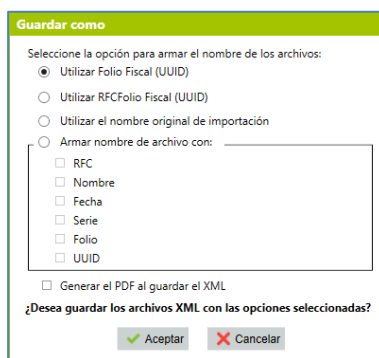 Guardar como
Seleccione la opción para armar el nombre de los archivos:
Utilizar Folio Fiscal (UUID)
Utilizar RFCFolio Fiscal (UUID)
Utilizar el nombre original de importación
Armar nombre de archivo con:
RFC
Nombre
Fecha
Serie
Folio
UUID
Generar el PDF al guardar el XML
¿Desea guardar los archivos XML con las opciones seleccionadas?
Aceptar Cancelar